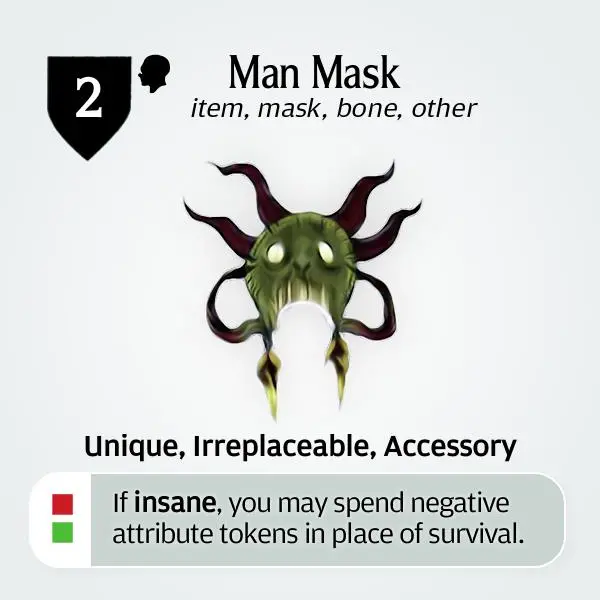 2
Man Mask
item, mask, bone, other
Unique, Irreplaceable, Accessory
If insane, you may spend negative
attribute tokens in place of survival.